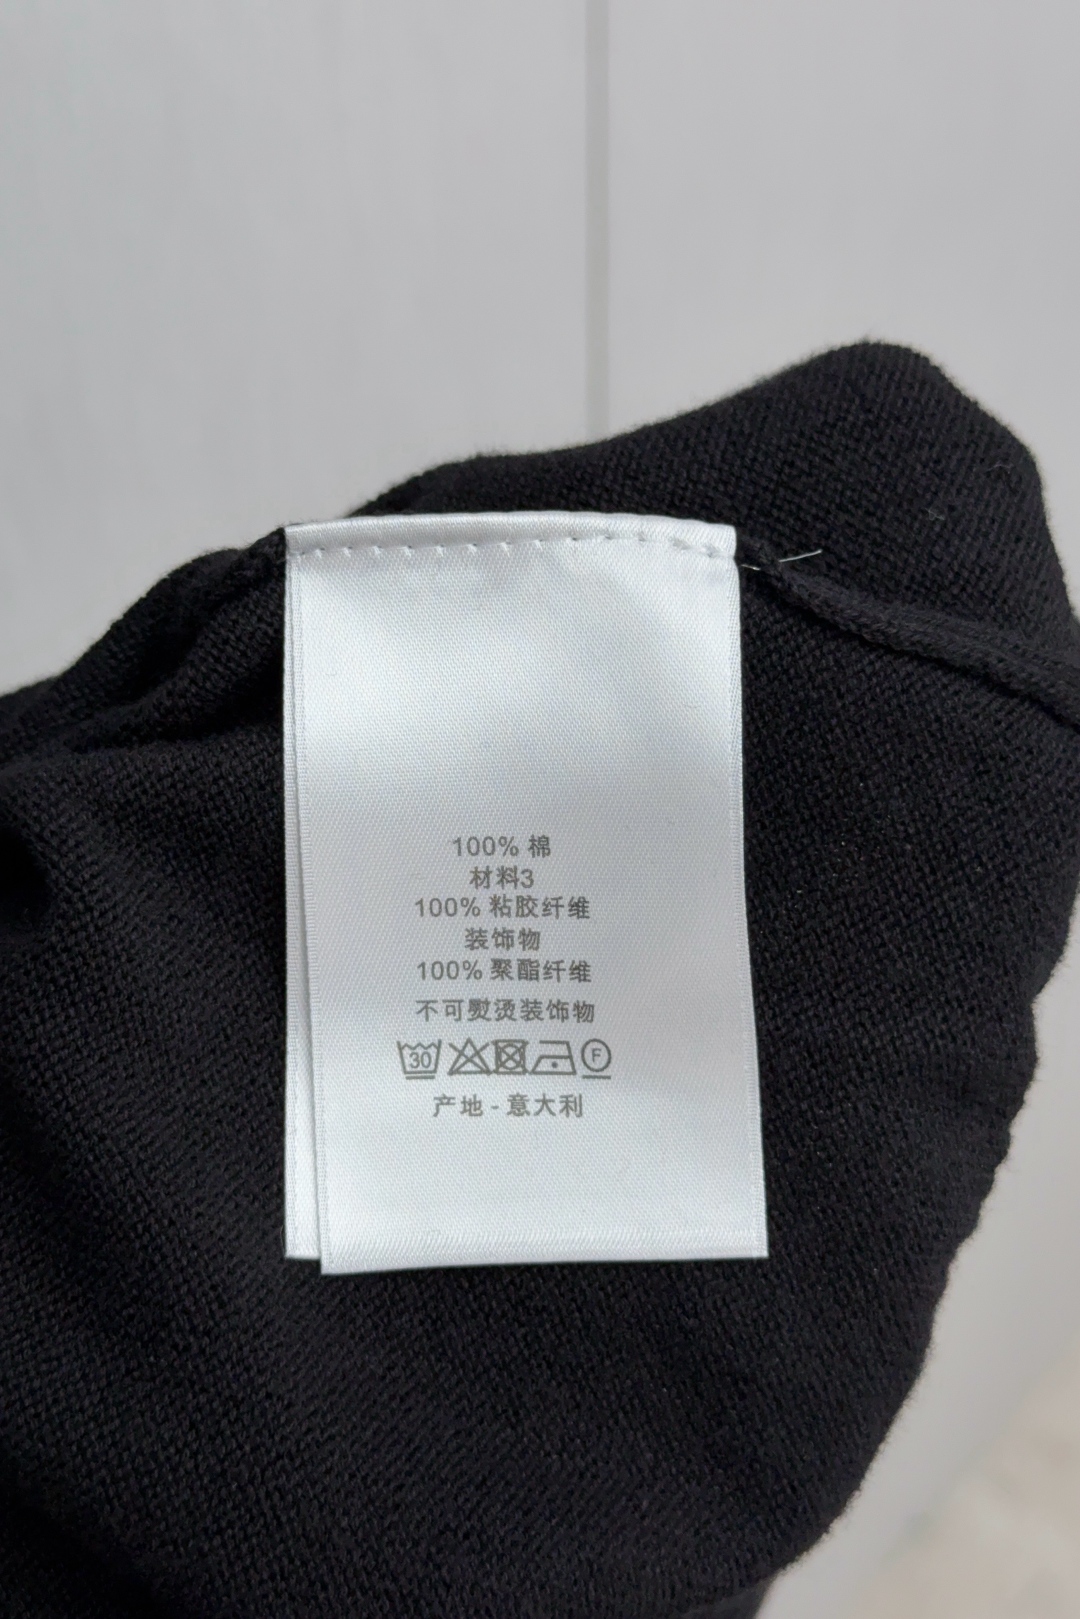 100% 棉
材料3
100% 粘胶纤维
装饰物
100% 聚酯纤维
不可熨烫装饰物
30 F
产地 - 意大利